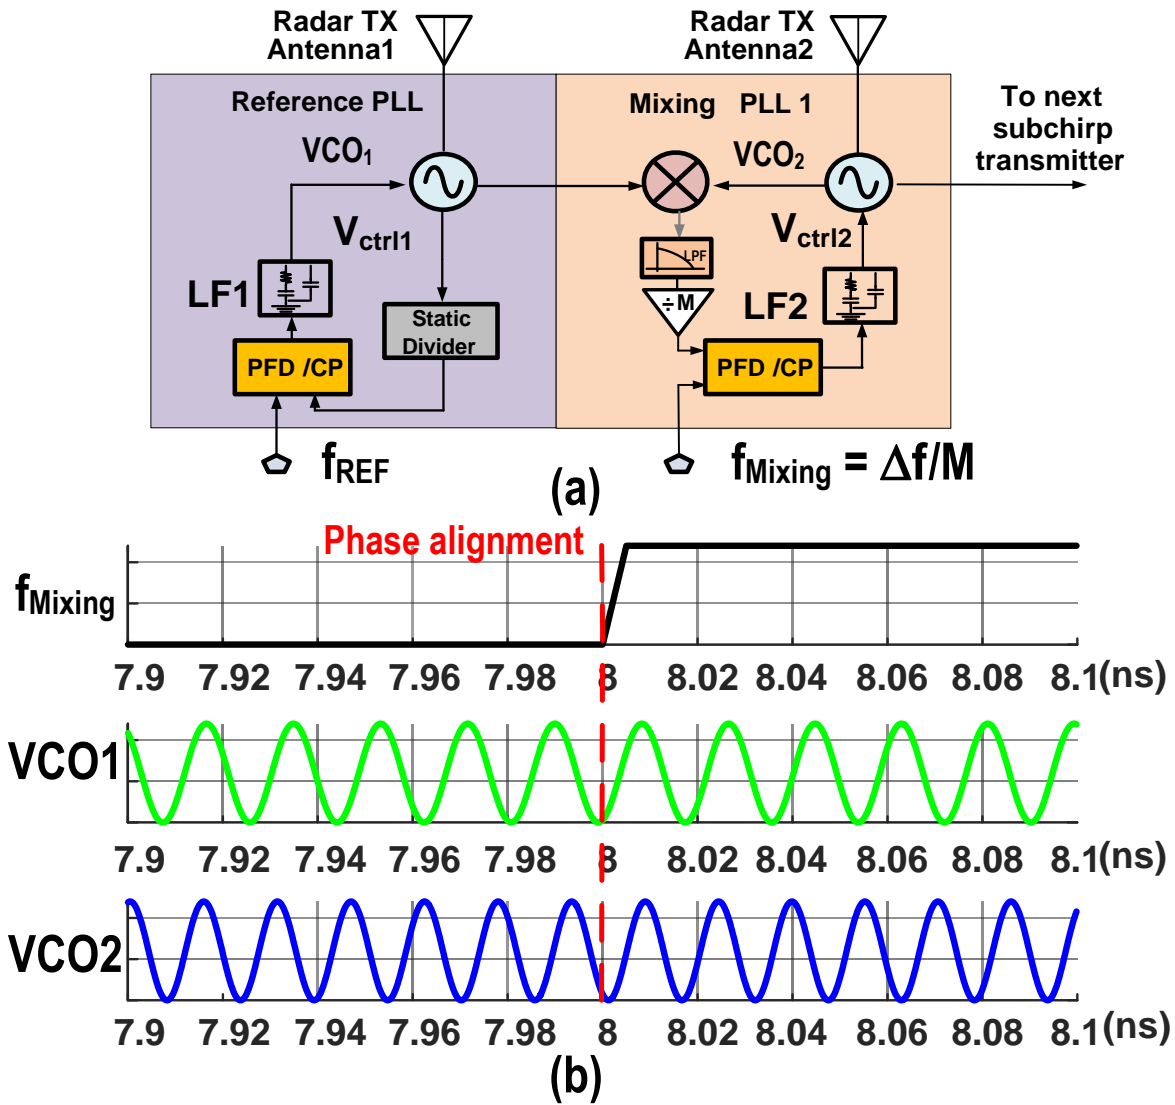 Radar TX
Antenna1
Radar TX
Antenna2
Reference PLL
Mixing PLL 1
To next
subchirp
transmitter
VCO₁
VCO₂
V_ctrl1
V_ctrl2
LPF
LF1
÷M
LF2
Static
Divider
PFD /CP
PFD /CP
f_REF
f_Mixing = Δf/M
(a)
Phase alignment
f_Mixing
7.9 7.92 7.94 7.96 7.98 8 8.02 8.04 8.06 8.08 8.1(ns)
VCO1
7.9 7.92 7.94 7.96 7.98 8 8.02 8.04 8.06 8.08 8.1(ns)
VCO2
7.9 7.92 7.94 7.96 7.98 8 8.02 8.04 8.06 8.08 8.1(ns)
(b)